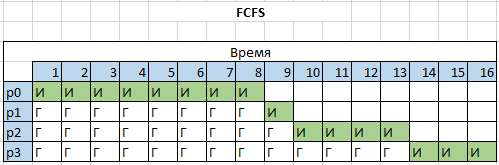 FCFS
Время
1 2 3 4 5 6 7 8 9 10 11 12 13 14 15 16
p0 И И И И И И И И
p1 Г Г Г Г Г Г Г Г И
p2 Г Г Г Г Г Г Г Г Г И И И И
p3 Г Г Г Г Г Г Г Г Г Г Г Г Г И И И